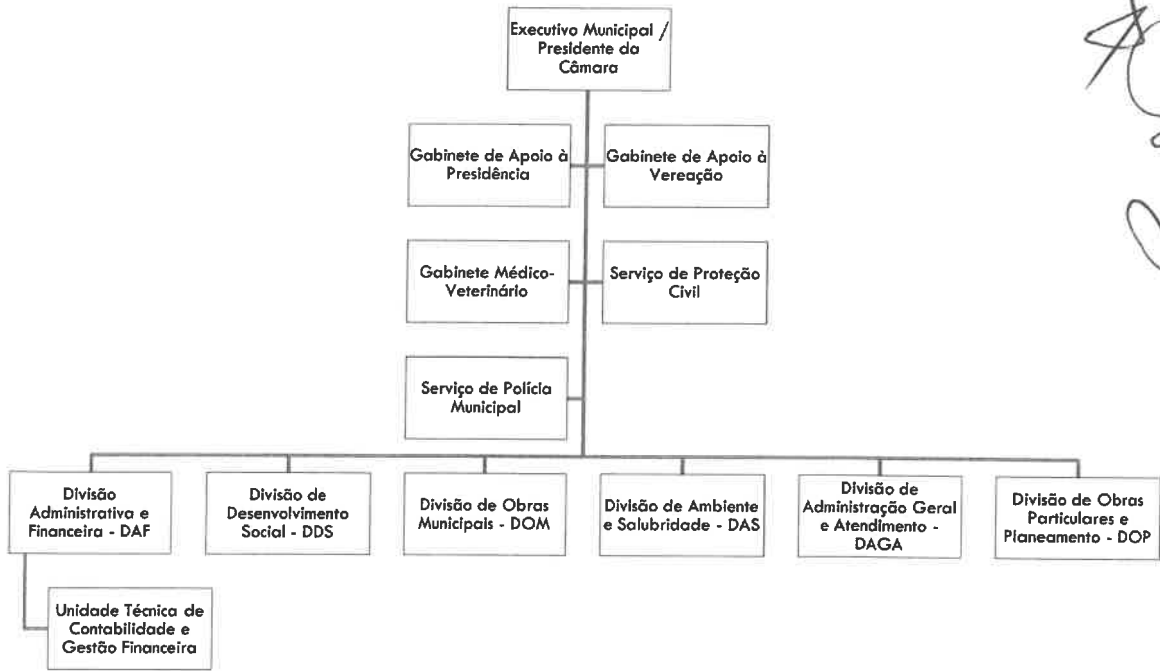 Executivo Municipal /
Presidente da
Câmara
Gabinete de Apoio à
Presidência
Gabinete de Apoio à
Vereação
Gabinete Médico-
Veterinário
Serviço de Proteção
Civil
Serviço de Polícia
Municipal
Divisão
Administrativa e
Financeira - DAF
Divisão de
Desenvolvimento
Social - DDS
Divisão de Obras
Municipais - DOM
Divisão de Ambiente
e Salubridade - DAS
Divisão de
Administração Geral
e Atendimento -
DAGA
Divisão de Obras
Particulares e
Planeamento - DOP
Unidade Técnica de
Contabilidade e
Gestão Financeira